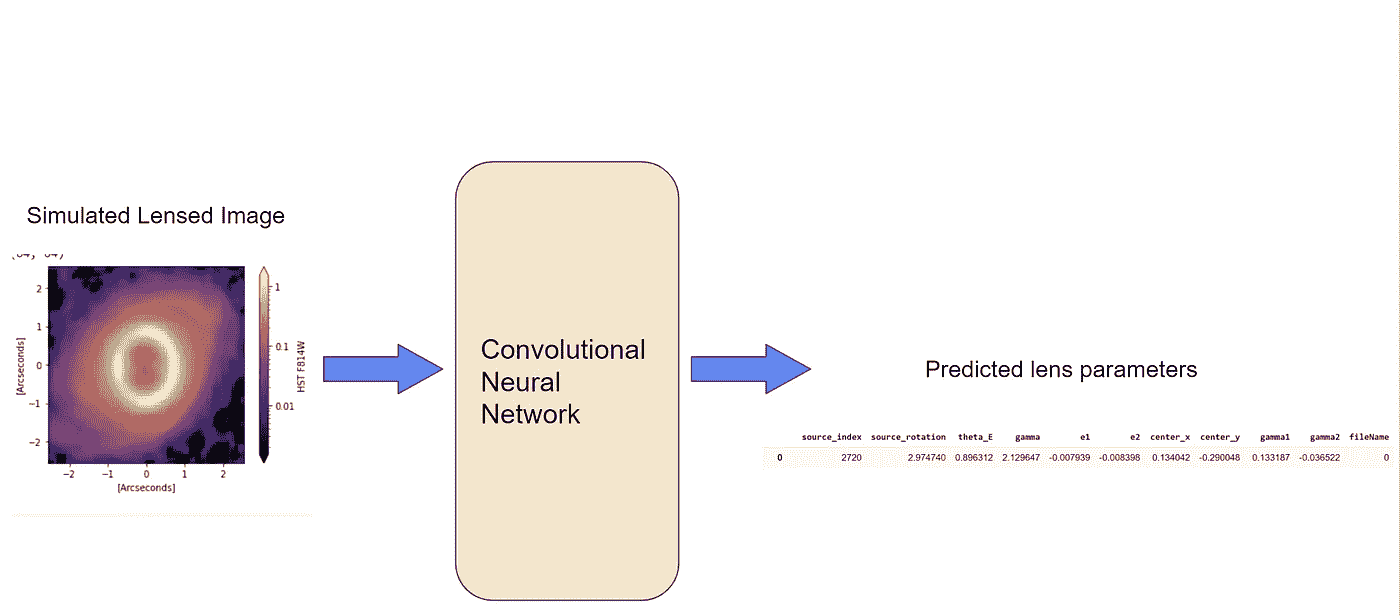 Simulated Lensed Image
2
1
0
−1
−2
[Arcseconds]
−2 −1 0 1 2
[Arcseconds]
1
0.1
0.01
HST F814W
Convolutional
Neural
Network
Predicted lens parameters
source_index source_rotation theta_E gamma e1 e2 center_x center_y gamma1 gamma2 fileName
0 2720 2.974740 0.896312 2.129647 -0.007939 -0.008398 0.134042 -0.290048 0.133187 -0.036522 0